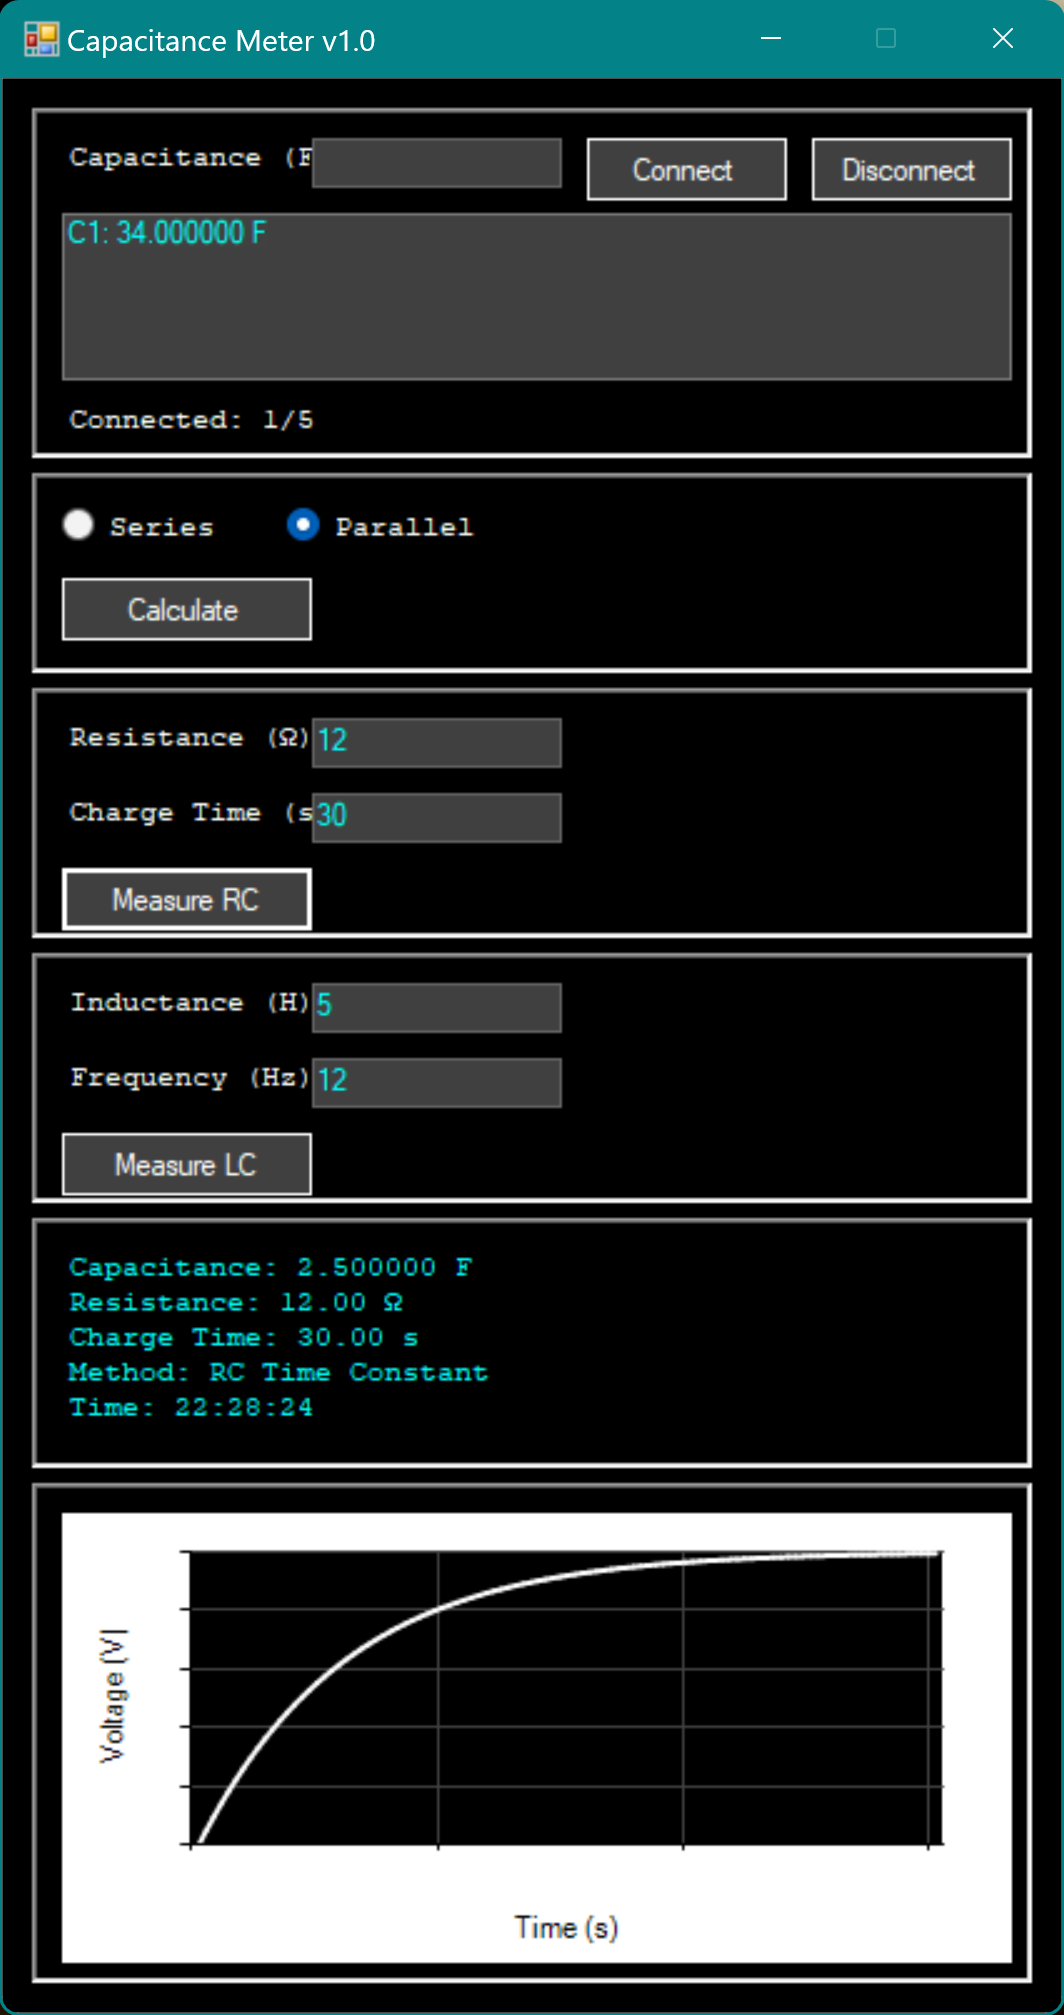 Capacitance Meter v1.0
Capacitance (F
Connect
Disconnect
C1: 34.000000 F
Connected: 1/5
Series
Parallel
Calculate
Resistance (Ω)
12
Charge Time (s
30
Measure RC
Inductance (H)
5
Frequency (Hz)
12
Measure LC
Capacitance: 2.500000 F
Resistance: 12.00 Ω
Charge Time: 30.00 s
Method: RC Time Constant
Time: 22:28:24
Voltage (V)
Time (s)